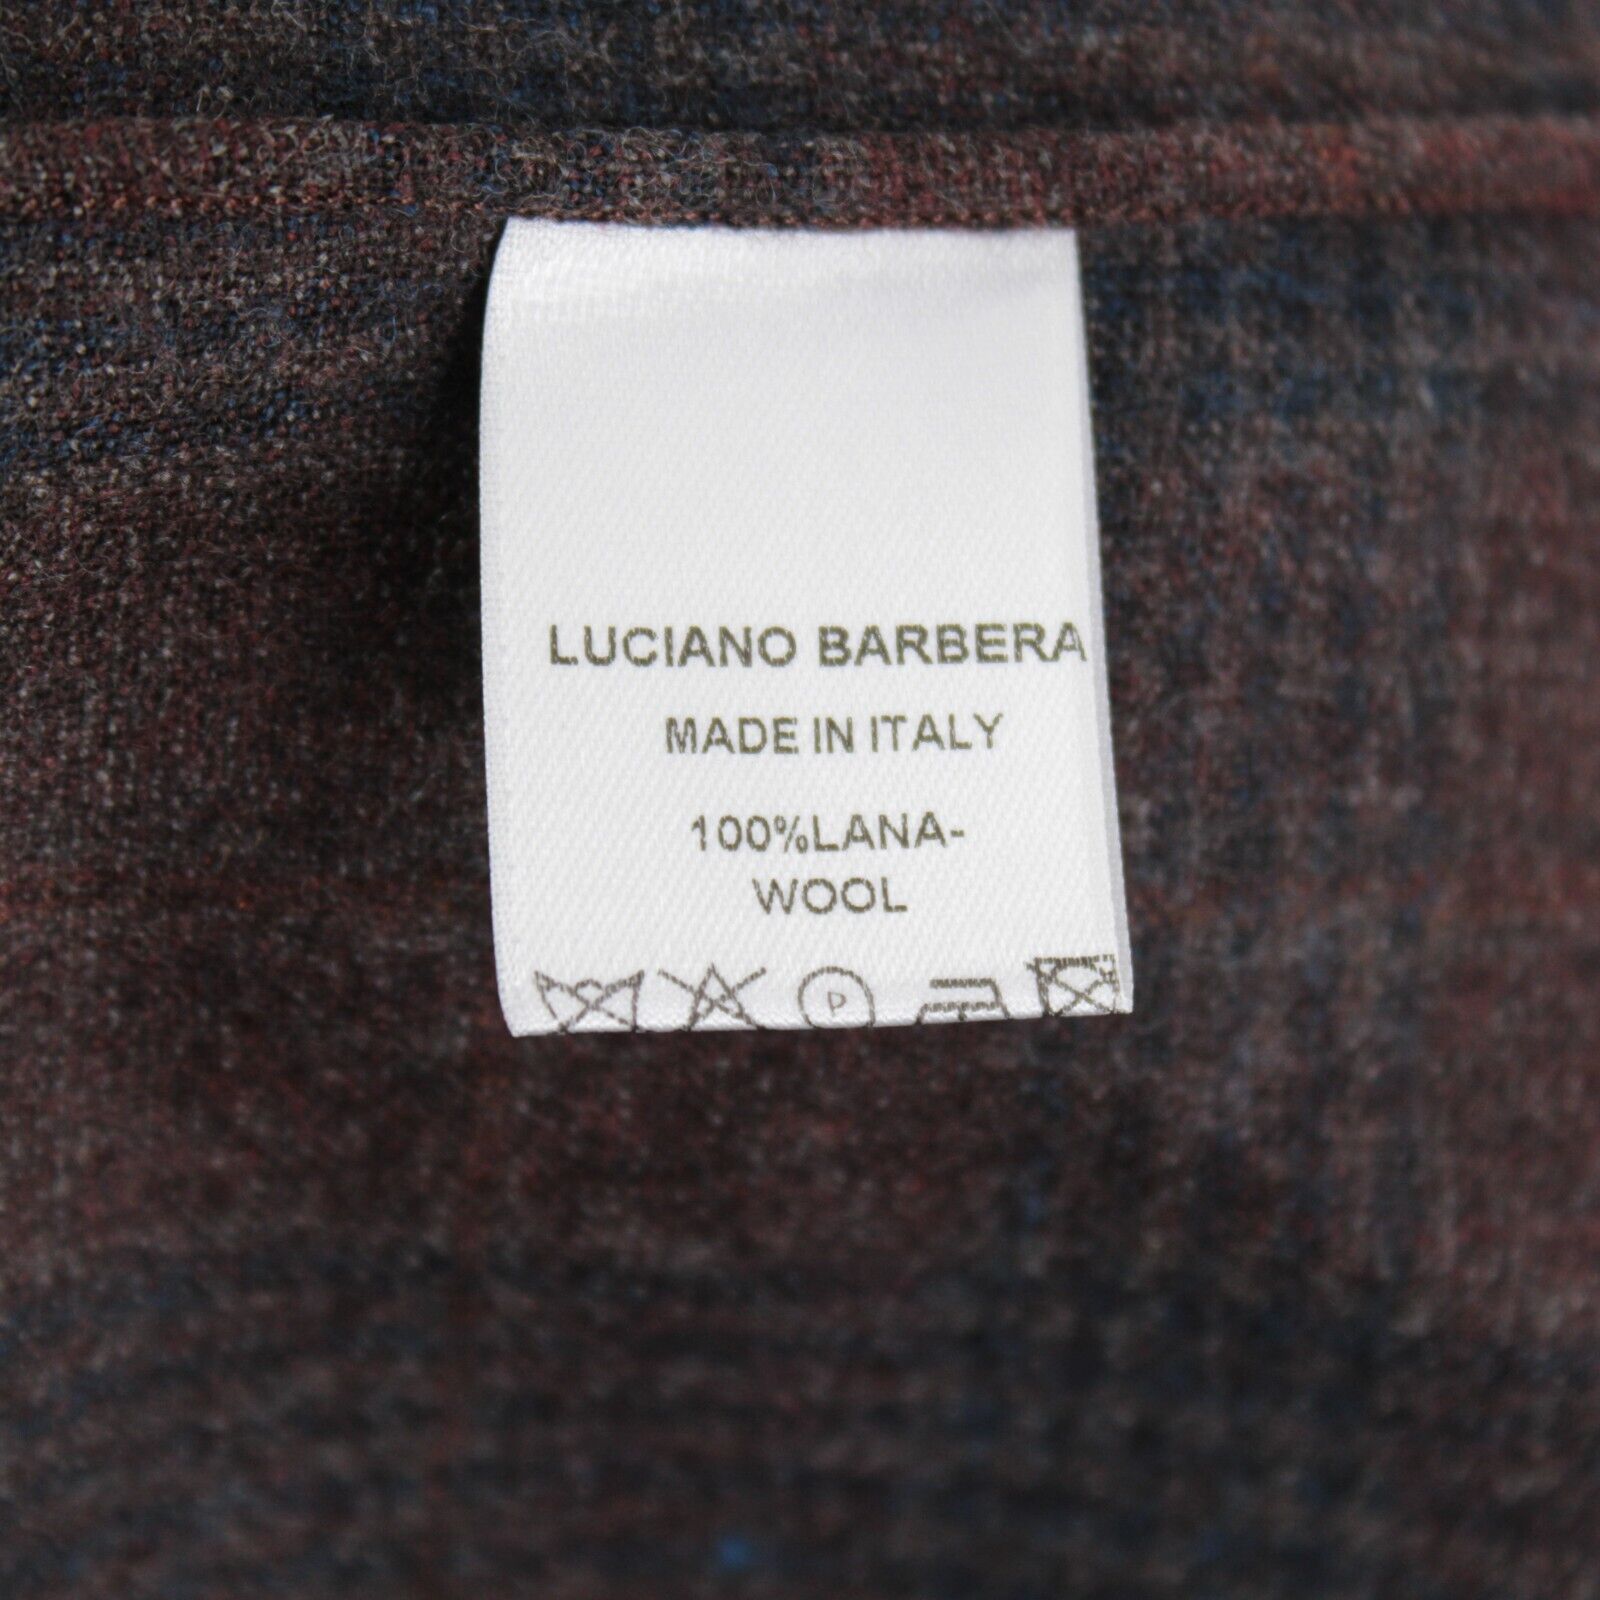 LUCIANO BARBERA
MADE IN ITALY
100%LANA-
WOOL
P